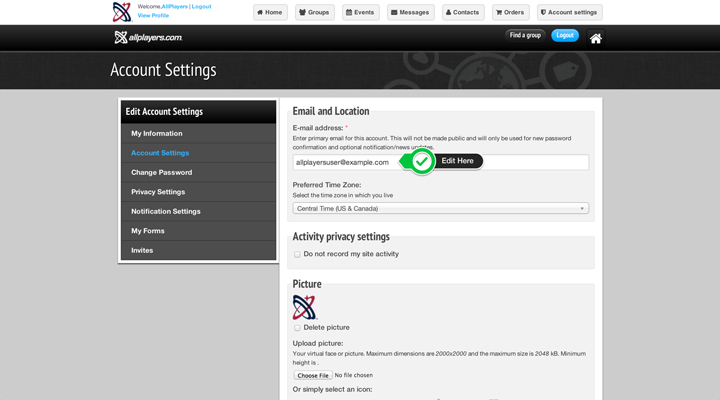 Welcome,AllPlayers | Logout
View Profile
Home
Groups
Events
Messages
Contacts
Orders
Account settings
allplayers.com
Find a group
Logout
Account Settings
Edit Account Settings
My Information
Account Settings
Change Password
Privacy Settings
Notification Settings
My Forms
Invites
Email and Location
E-mail address: *
Enter primary email for this account. This will not be made public and will only be used for new password
confirmation and optional notification/news updates.
allplayersuser@example.com
Edit Here
Preferred Time Zone:
Select the time zone in which you live
Central Time (US & Canada)
Activity privacy settings
Do not record my site activity
Picture
Delete picture
Upload picture:
Your virtual face or picture. Maximum dimensions are 2000x2000 and the maximum size is 2048 kB. Minimum
height is .
Choose File No file chosen
Or simply select an icon: